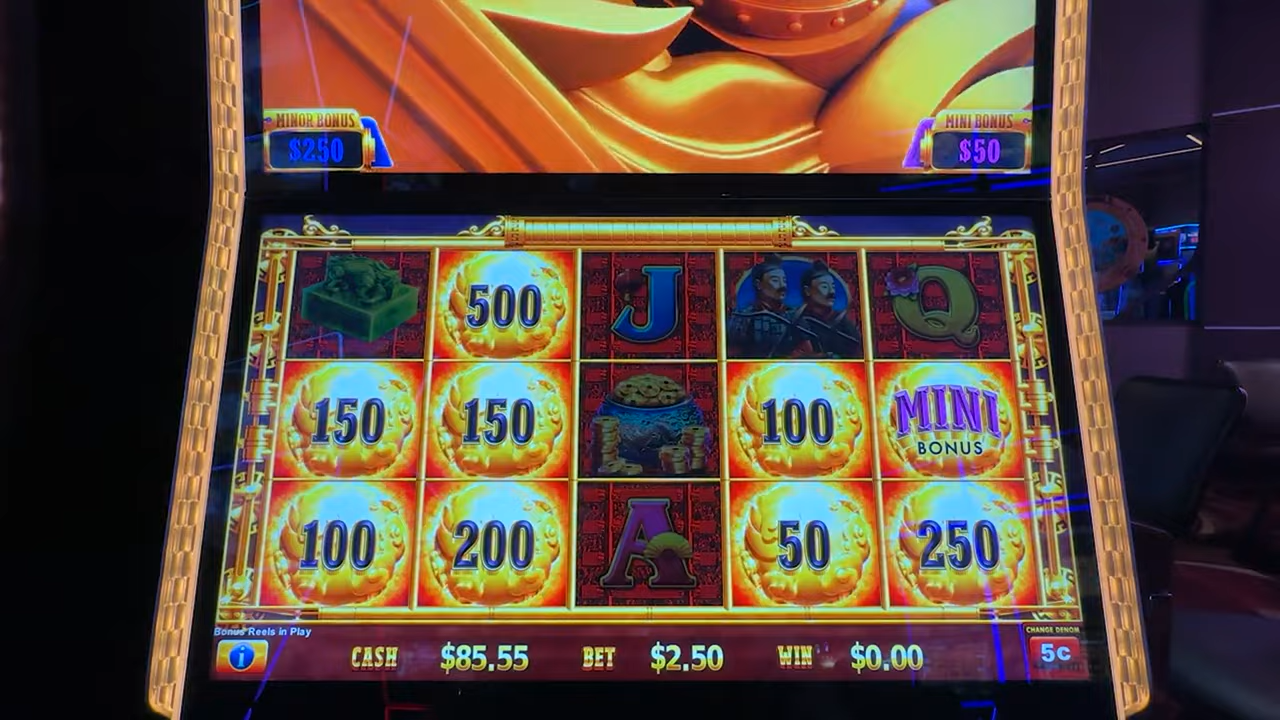 MINOR BONUS
$250
MINI BONUS
$50
500
J
Q
150
150
100
MINI
BONUS
100
200
A
50
250
Bonus Reels in Play
i
CASH $85.55 BET $2.50 WIN $0.00
CHANGE DENOM
5¢